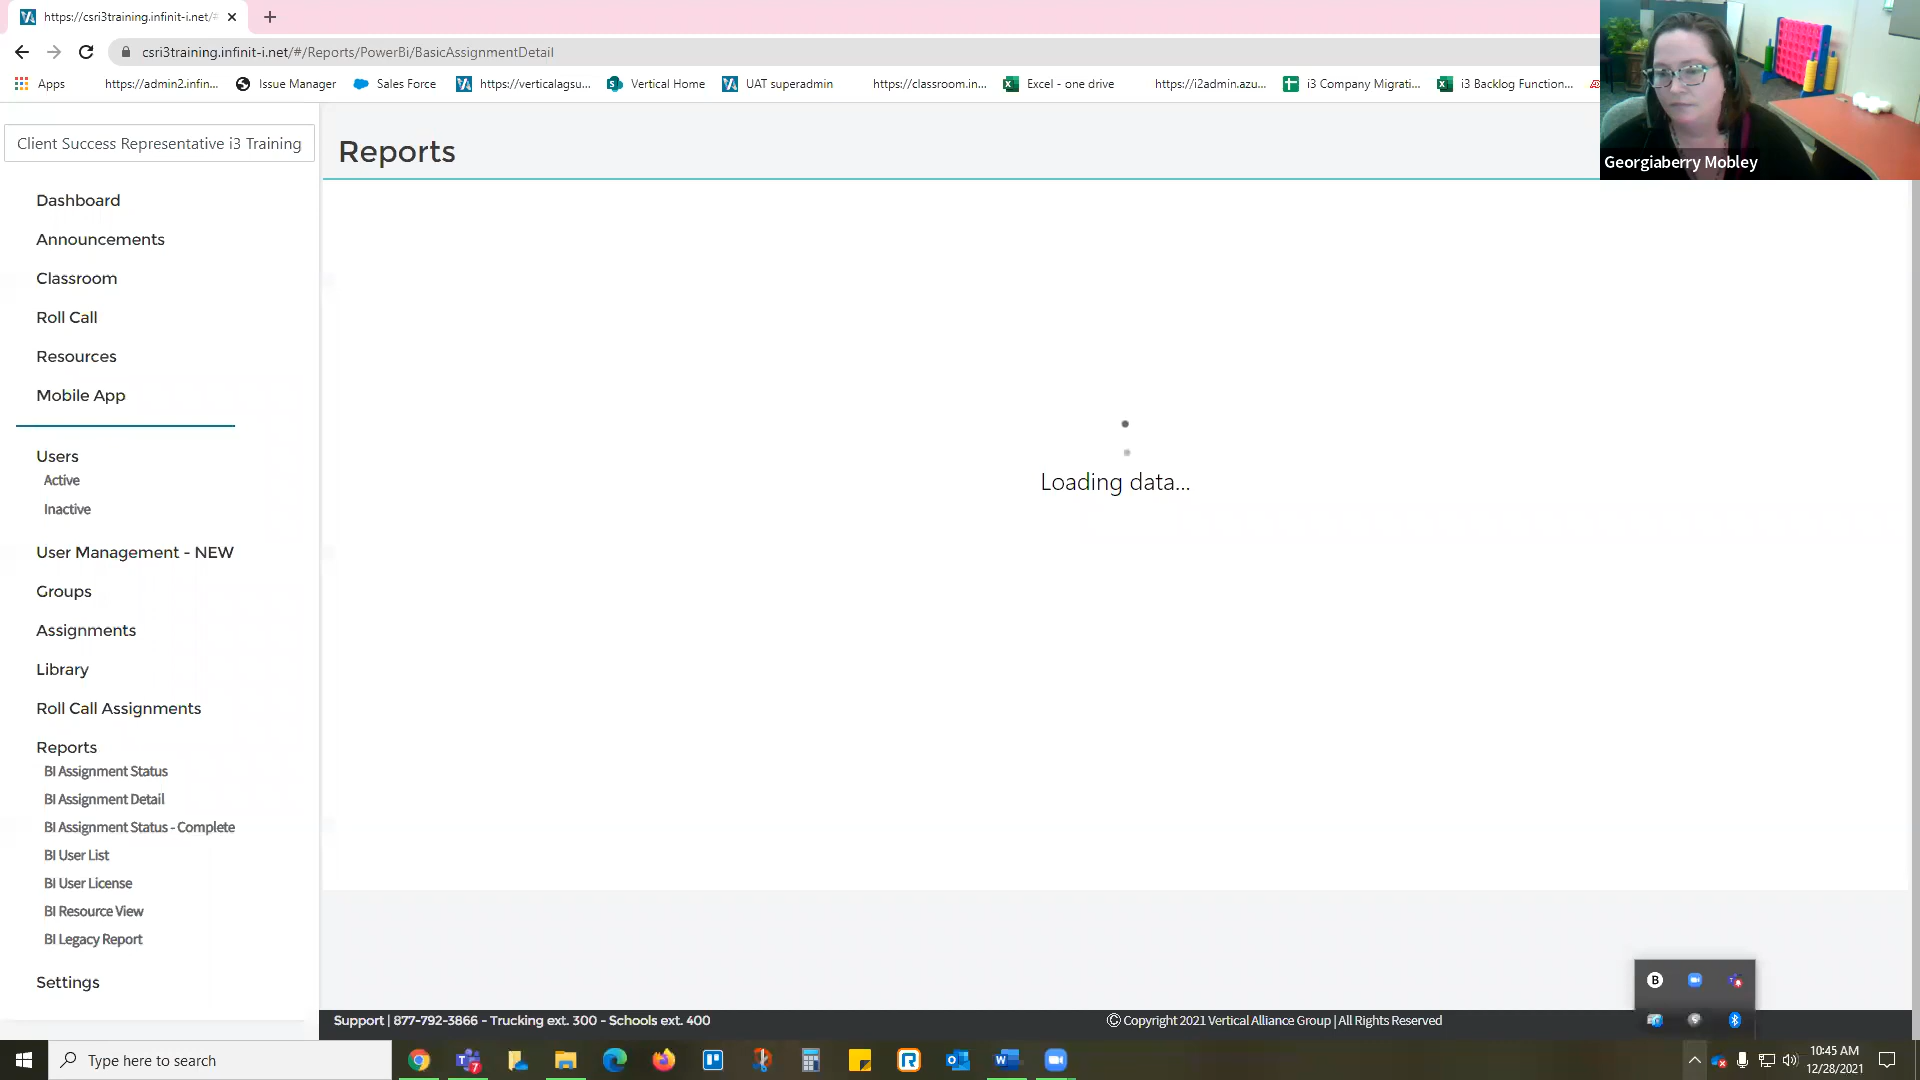 https://csri3training.infinit-i.net/#
csri3training.infinit-i.net/#/Reports/PowerBi/BasicAssignmentDetail
Apps
https://admin2.infin...
Issue Manager
Sales Force
https://verticalagsu...
Vertical Home
UAT superadmin
https://classroom.in...
Excel - one drive
https://i2admin.azu...
i3 Company Migrati...
i3 Backlog Function...
Georgiaberry Mobley
Client Success Representative i3 Training
Reports
Dashboard
Announcements
Classroom
Roll Call
Resources
Mobile App
Users
Active
Inactive
User Management - NEW
Groups
Assignments
Library
Roll Call Assignments
Reports
BI Assignment Status
BI Assignment Detail
BI Assignment Status - Complete
BI User List
BI User License
BI Resource View
BI Legacy Report
Settings
Loading data...
Support | 877-792-3866 - Trucking ext. 300 - Schools ext. 400
© Copyright 2021 Vertical Alliance Group | All Rights Reserved
Type here to search
10:45 AM
12/28/2021